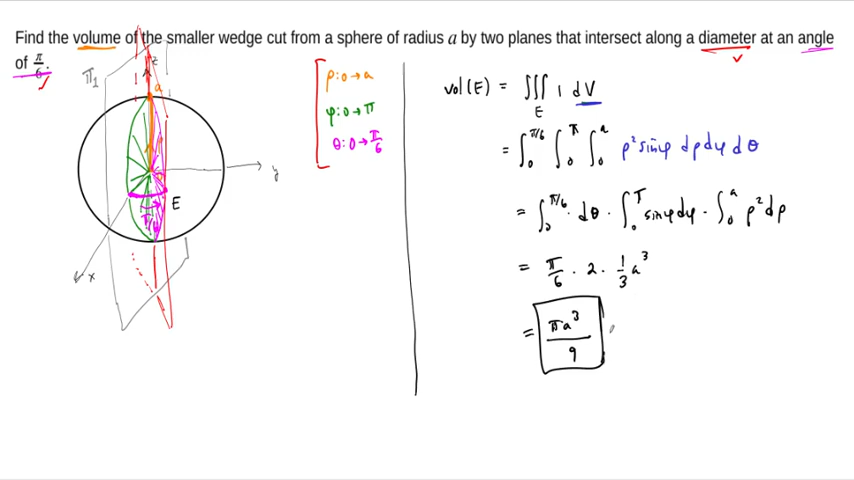 Find the volume of the smaller wedge cut from a sphere of radius a by two planes that intersect along a diameter at an angle
of π/6.
π₁
z
a
y
E
π/6
x
ρ: 0 → a
φ: 0 → π
θ: 0 → π/6
vol(E) = ∭_E 1 dV
= ∫₀^{π/6} ∫₀^{π} ∫₀^{a} ρ² sinφ dρ dφ dθ
= ∫₀^{π/6} · dθ · ∫₀^{π} sinφ dφ · ∫₀^{a} ρ² dρ
= π/6 · 2 · 1/3 a³
= πa³/9